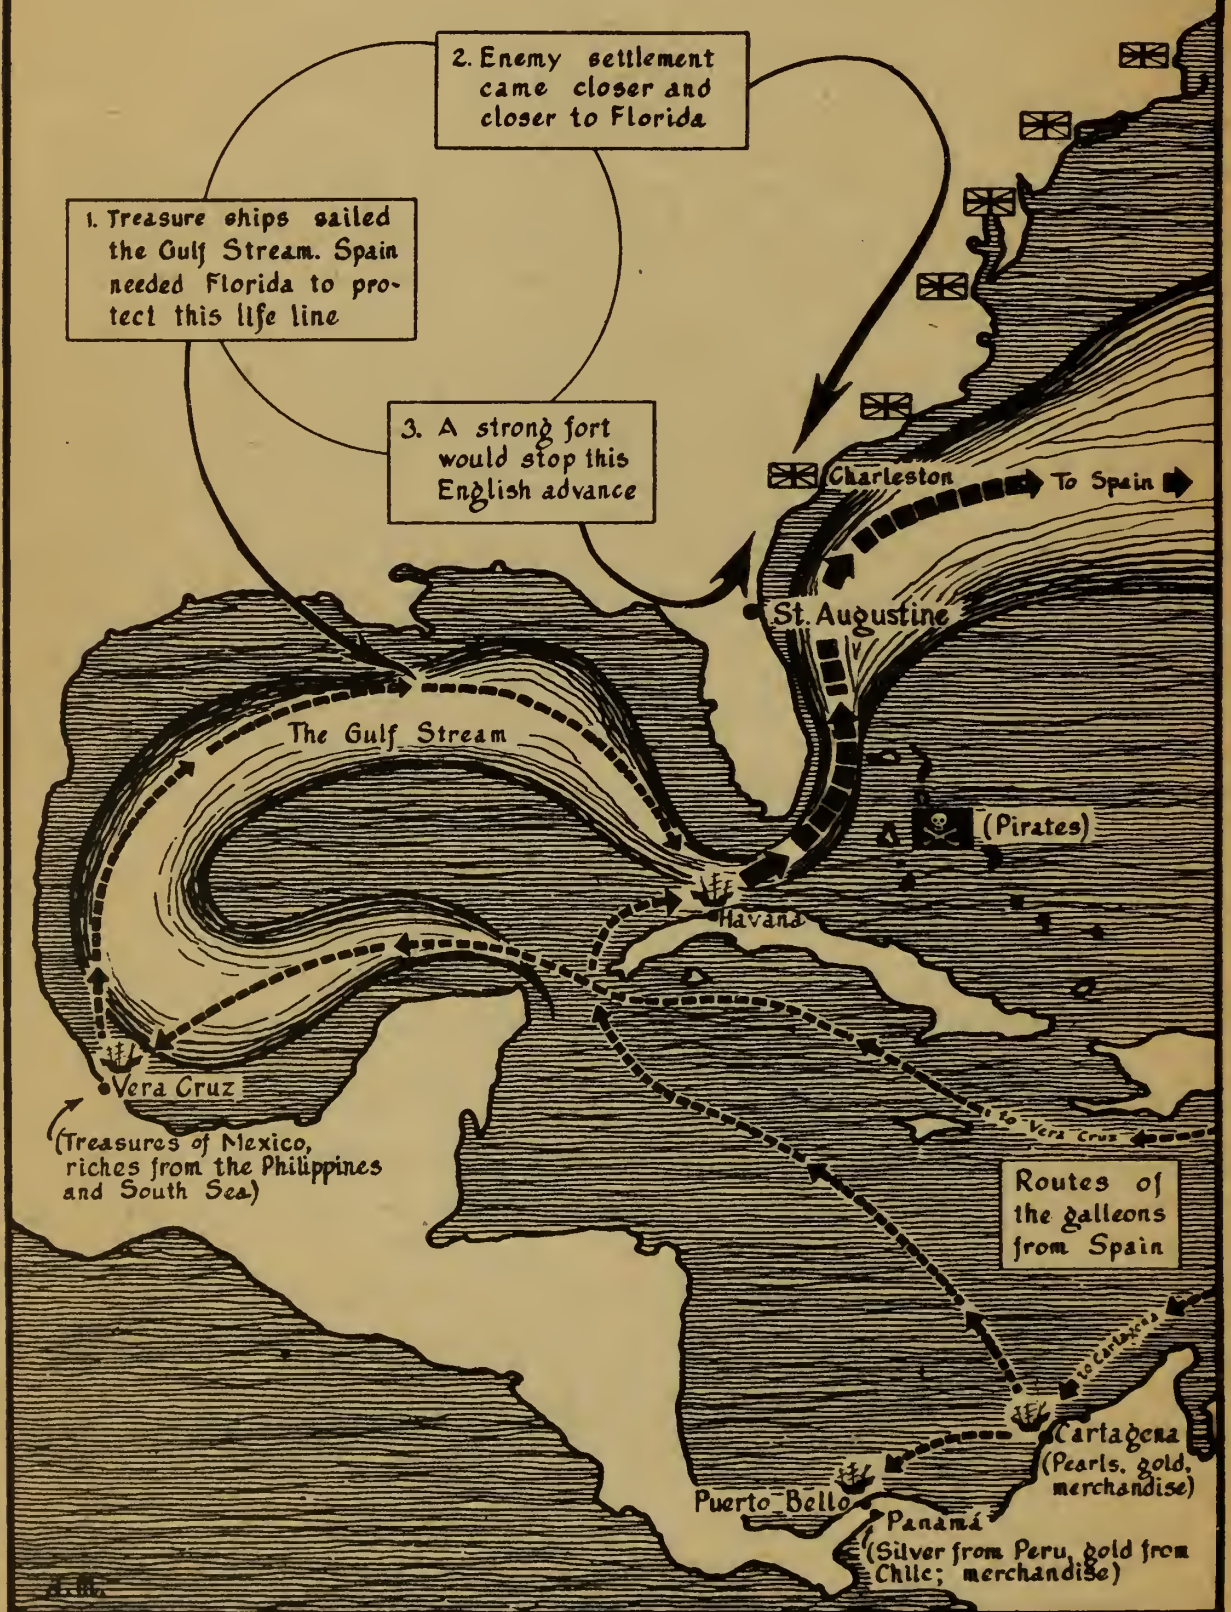 2. Enemy settlement
came closer and
closer to Florida
1. Treasure ships sailed
the Gulf Stream. Spain
needed Florida to pro-
tect this life line
3. A strong fort
would stop this
English advance
Charleston
To Spain
St. Augustine
The Gulf Stream
(Pirates)
Havana
Vera Cruz
(Treasures of Mexico,
riches from the Philippines
and South Sea)
to Vera Cruz
Routes of
the galleons
from Spain
to Cartagena
Cartagena
(Pearls, gold,
merchandise)
Puerto Bello
Panamá
(Silver from Peru, gold from
Chile; merchandise)